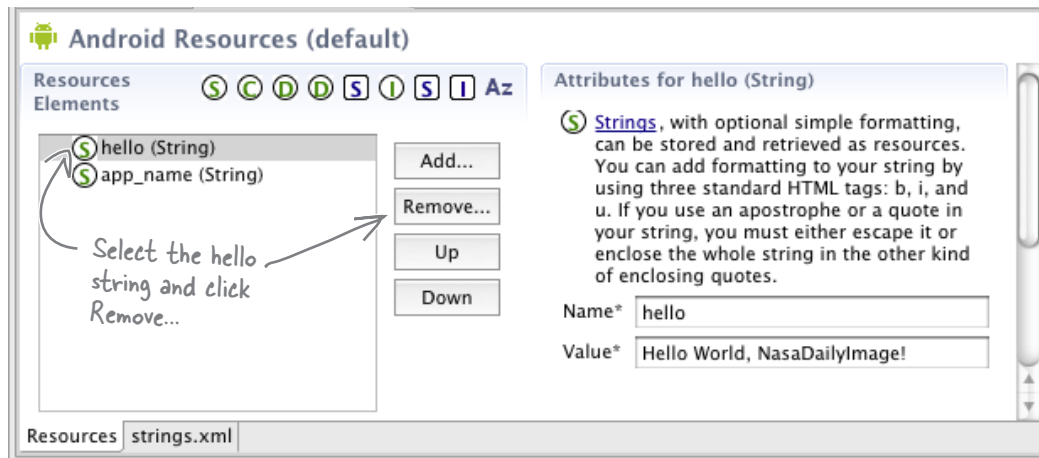 Android Resources (default)
Resources
Elements
S C D D S I S I Az
hello (String)
app_name (String)
Add...
Remove...
Up
Down
Select the hello
string and click
Remove...
Attributes for hello (String)
S Strings, with optional simple formatting,
can be stored and retrieved as resources.
You can add formatting to your string by
using three standard HTML tags: b, i, and
u. If you use an apostrophe or a quote in
your string, you must either escape it or
enclose the whole string in the other kind
of enclosing quotes.
Name* hello
Value* Hello World, NasaDailyImage!
Resources strings.xml